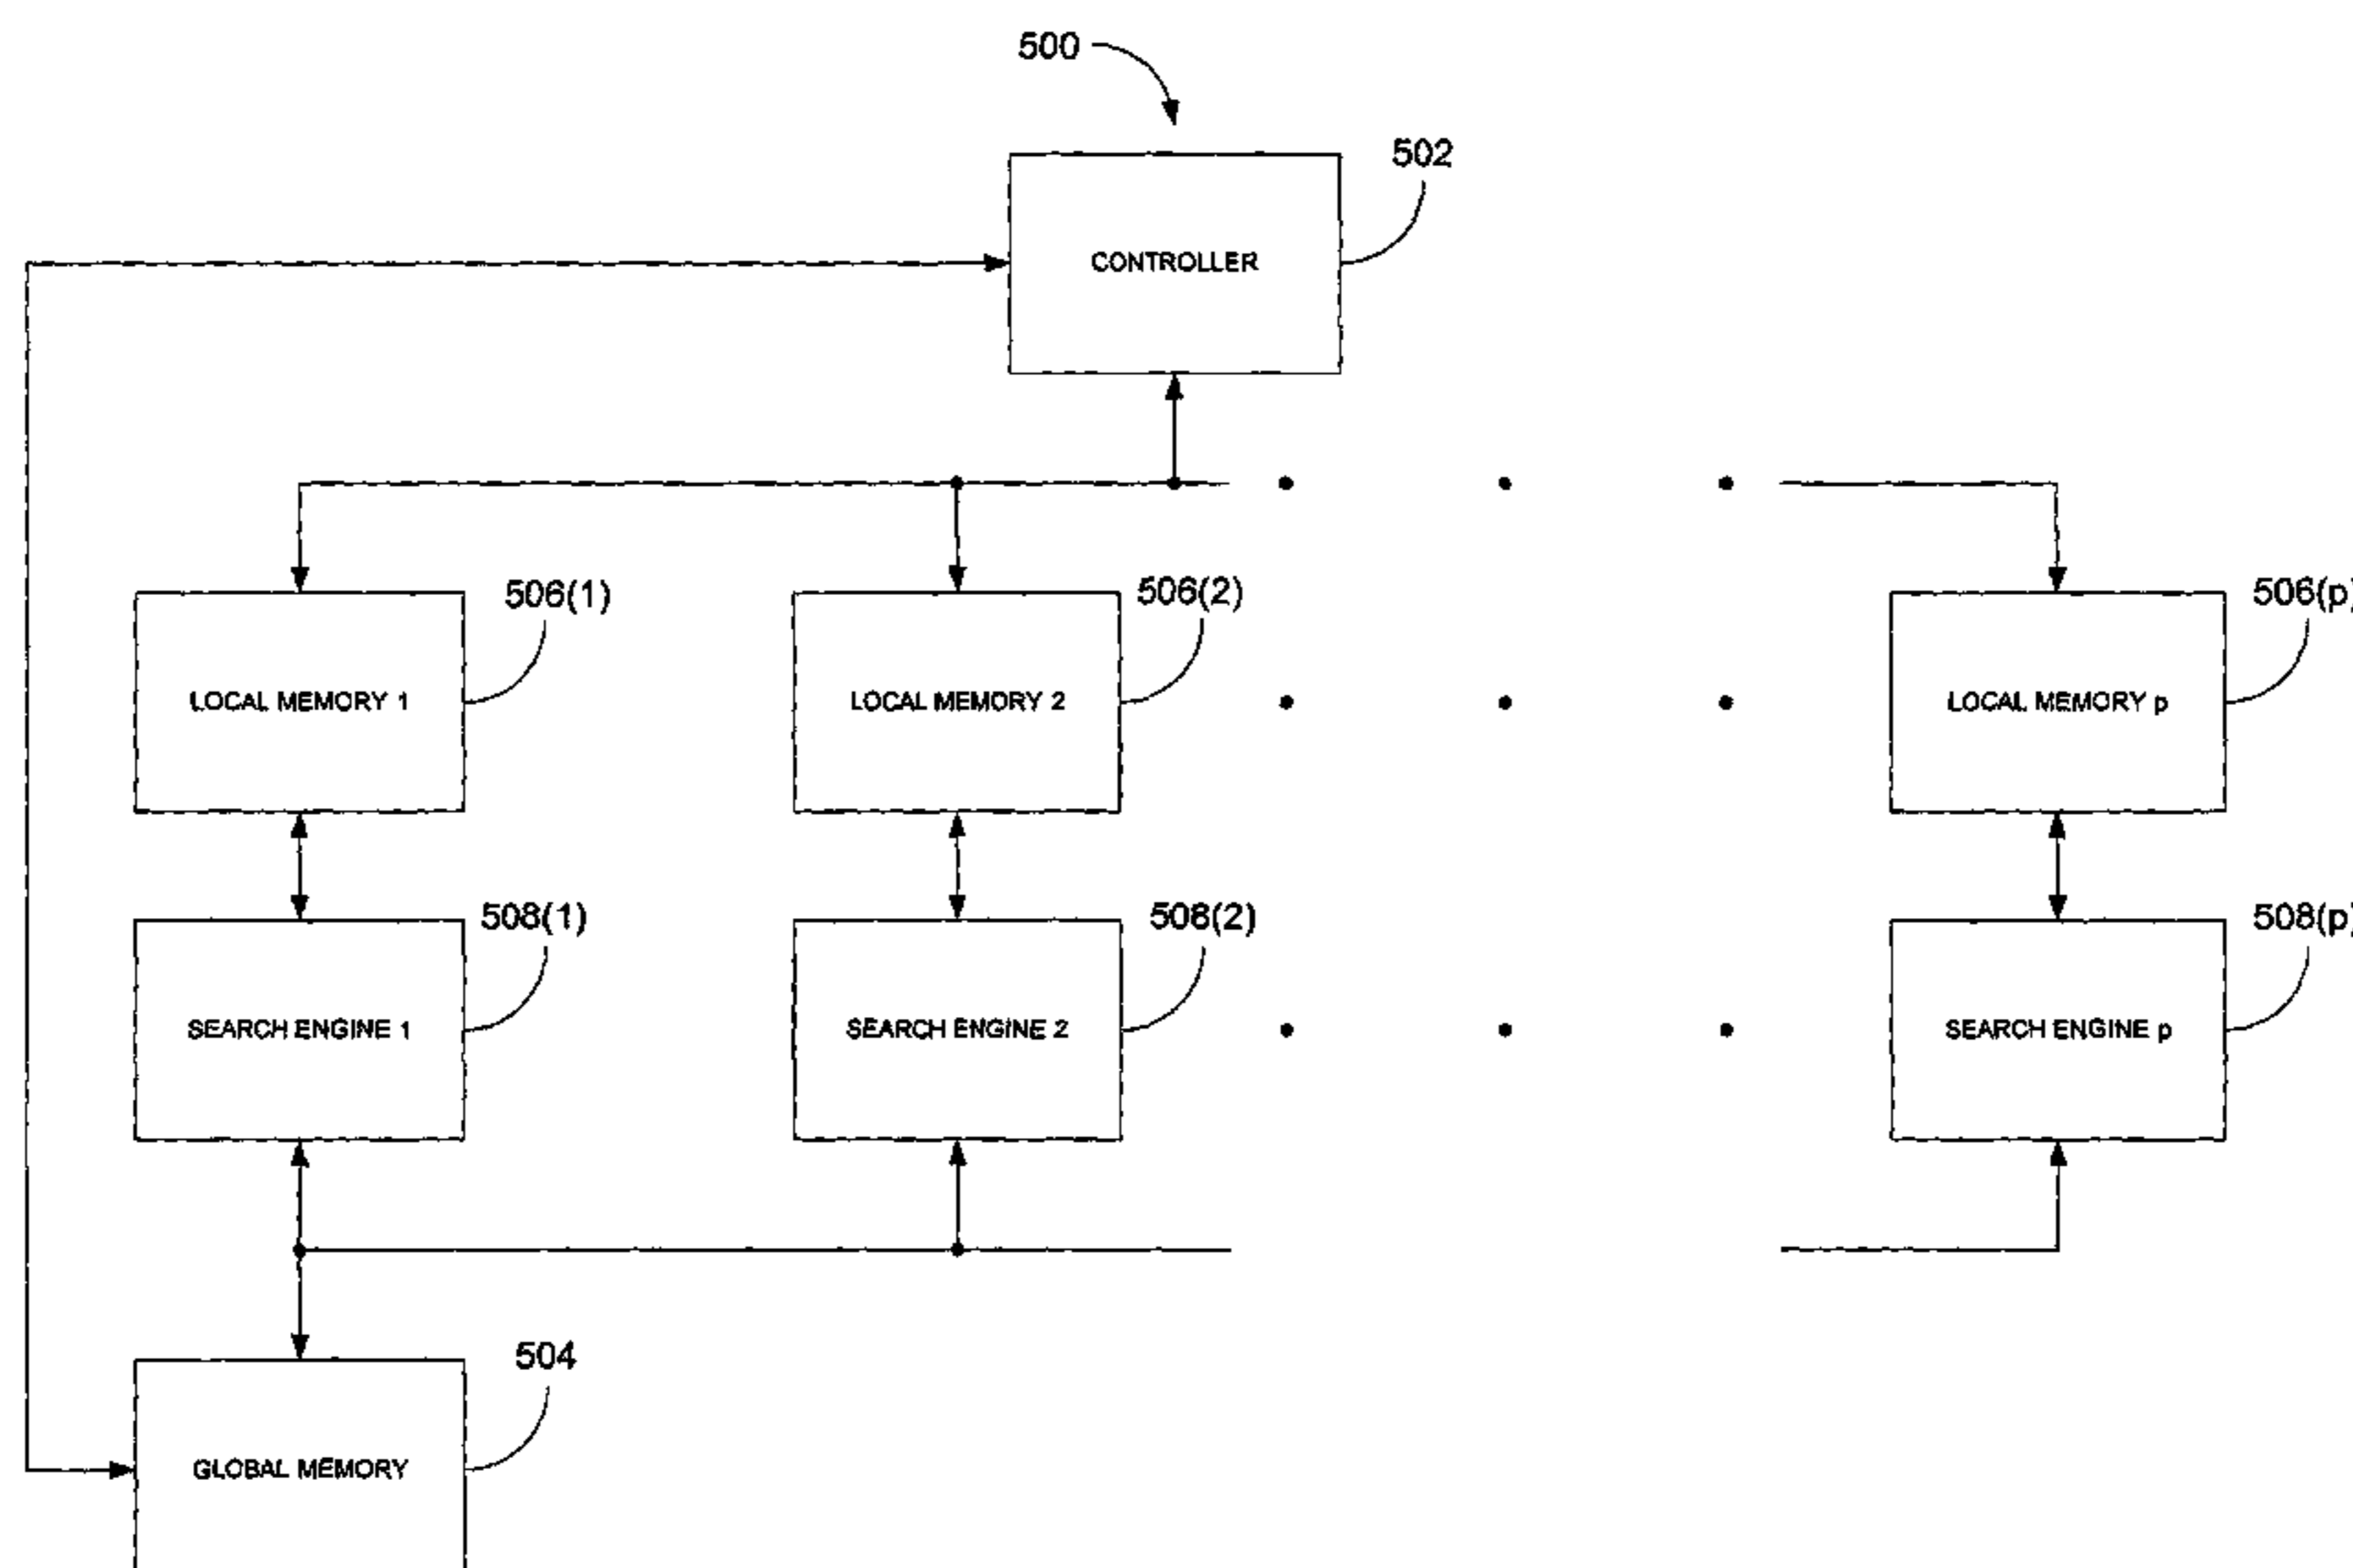 500
502
CONTROLLER
506(1)
506(2)
506(p)
LOCAL MEMORY 1
LOCAL MEMORY 2
LOCAL MEMORY p
508(1)
508(2)
508(p)
SEARCH ENGINE 1
SEARCH ENGINE 2
SEARCH ENGINE p
504
GLOBAL MEMORY